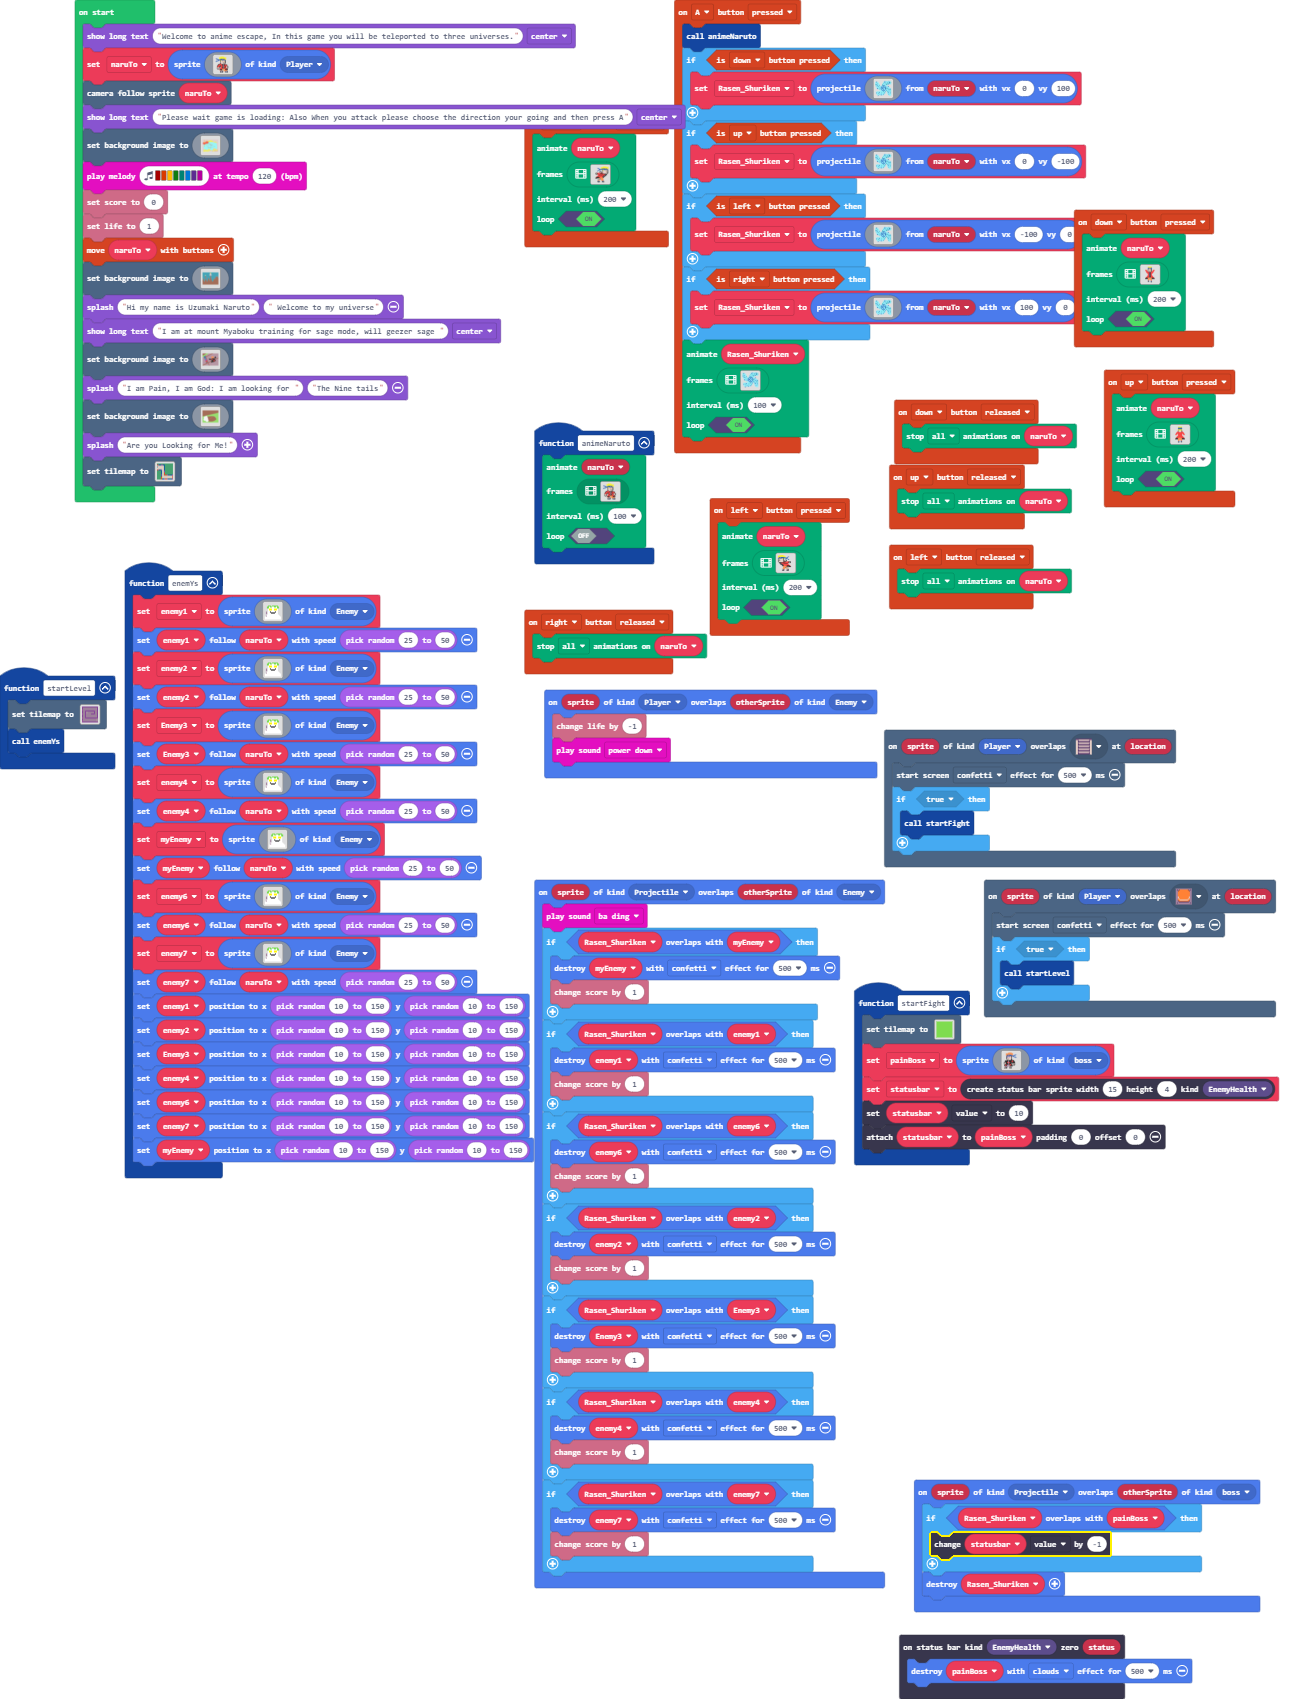 on start
show long text "Welcome to anime escape, In this game you will be teleported to three universes." center
set naruTo to sprite of kind Player
camera follow sprite naruTo
show long text "Please wait game is loading: Also When you attack please choose the direction your going and then press A" center
set background image to
play melody at tempo 120 (bpm)
set score to 0
set life to 1
move naruTo with buttons
set background image to
splash "Hi my name is Uzumaki Naruto" " Welcome to my universe"
show long text "I am at mount Myaboku training for sage mode, will geezer sage " center
set background image to
splash "I am Pain, I am God: I am looking for " "The Nine tails"
set background image to
splash "Are you Looking for Me!"
set tilemap to
animate naruTo
frames
interval (ms) 200
loop ON
on A button pressed
call animeNaruto
if is down button pressed then
set Rasen_Shuriken to projectile from naruTo with vx 0 vy 100
if is up button pressed then
set Rasen_Shuriken to projectile from naruTo with vx 0 vy -100
if is left button pressed then
set Rasen_Shuriken to projectile from naruTo with vx -100 vy 0
if is right button pressed then
set Rasen_Shuriken to projectile from naruTo with vx 100 vy 0
animate Rasen_Shuriken
frames
interval (ms) 100
loop ON
on down button pressed
animate naruTo
frames
interval (ms) 200
loop ON
on up button pressed
animate naruTo
frames
interval (ms) 200
loop ON
on down button released
stop all animations on naruTo
on up button released
stop all animations on naruTo
on left button released
stop all animations on naruTo
function animeNaruto
animate naruTo
frames
interval (ms) 100
loop OFF
on left button pressed
animate naruTo
frames
interval (ms) 200
loop ON
on right button released
stop all animations on naruTo
function startLevel
set tilemap to
call enemYs
function enemYs
set enemy1 to sprite of kind Enemy
set enemy1 follow naruTo with speed pick random 25 to 50
set enemy2 to sprite of kind Enemy
set enemy2 follow naruTo with speed pick random 25 to 50
set Enemy3 to sprite of kind Enemy
set Enemy3 follow naruTo with speed pick random 25 to 50
set enemy4 to sprite of kind Enemy
set enemy4 follow naruTo with speed pick random 25 to 50
set myEnemy to sprite of kind Enemy
set myEnemy follow naruTo with speed pick random 25 to 50
set enemy6 to sprite of kind Enemy
set enemy6 follow naruTo with speed pick random 25 to 50
set enemy7 to sprite of kind Enemy
set enemy7 follow naruTo with speed pick random 25 to 50
set enemy1 position to x pick random 10 to 150 y pick random 10 to 150
set enemy2 position to x pick random 10 to 150 y pick random 10 to 150
set Enemy3 position to x pick random 10 to 150 y pick random 10 to 150
set enemy4 position to x pick random 10 to 150 y pick random 10 to 150
set enemy6 position to x pick random 10 to 150 y pick random 10 to 150
set enemy7 position to x pick random 10 to 150 y pick random 10 to 150
set myEnemy position to x pick random 10 to 150 y pick random 10 to 150
on sprite of kind Player overlaps otherSprite of kind Enemy
change life by -1
play sound power down
on sprite of kind Player overlaps at location
start screen confetti effect for 500 ms
if true then
call startFight
on sprite of kind Projectile overlaps otherSprite of kind Enemy
play sound ba ding
if Rasen_Shuriken overlaps with myEnemy then
destroy myEnemy with confetti effect for 500 ms
change score by 1
if Rasen_Shuriken overlaps with enemy1 then
destroy enemy1 with confetti effect for 500 ms
change score by 1
if Rasen_Shuriken overlaps with enemy6 then
destroy enemy6 with confetti effect for 500 ms
change score by 1
if Rasen_Shuriken overlaps with enemy2 then
destroy enemy2 with confetti effect for 500 ms
change score by 1
if Rasen_Shuriken overlaps with Enemy3 then
destroy Enemy3 with confetti effect for 500 ms
change score by 1
if Rasen_Shuriken overlaps with enemy4 then
destroy enemy4 with confetti effect for 500 ms
change score by 1
if Rasen_Shuriken overlaps with enemy7 then
destroy enemy7 with confetti effect for 500 ms
change score by 1
on sprite of kind Player overlaps at location
start screen confetti effect for 500 ms
if true then
call startLevel
function startFight
set tilemap to
set painBoss to sprite of kind boss
set statusbar to create status bar sprite width 15 height 4 kind EnemyHealth
set statusbar value to 10
attach statusbar to painBoss padding 0 offset 0
on sprite of kind Projectile overlaps otherSprite of kind boss
if Rasen_Shuriken overlaps with painBoss then
change statusbar value by -1
destroy Rasen_Shuriken
on status bar kind EnemyHealth zero status
destroy painBoss with clouds effect for 500 ms